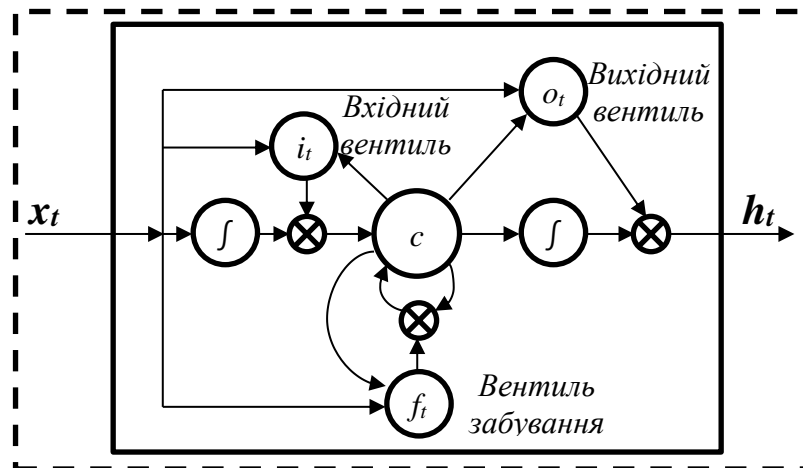 Вихідний
вентиль
o_t
Вхідний
вентиль
i_t
x_t
∫
c
∫
h_t
f_t
Вентиль
забування